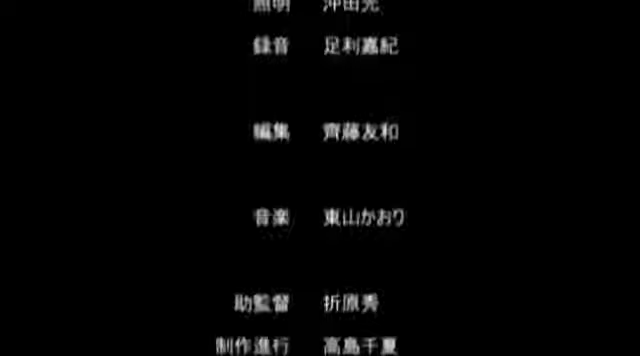 照明 沖田光
録音 足利嘉紀
編集 齊藤友和
音楽 東山かおり
助監督 折原秀
制作進行 高島千夏